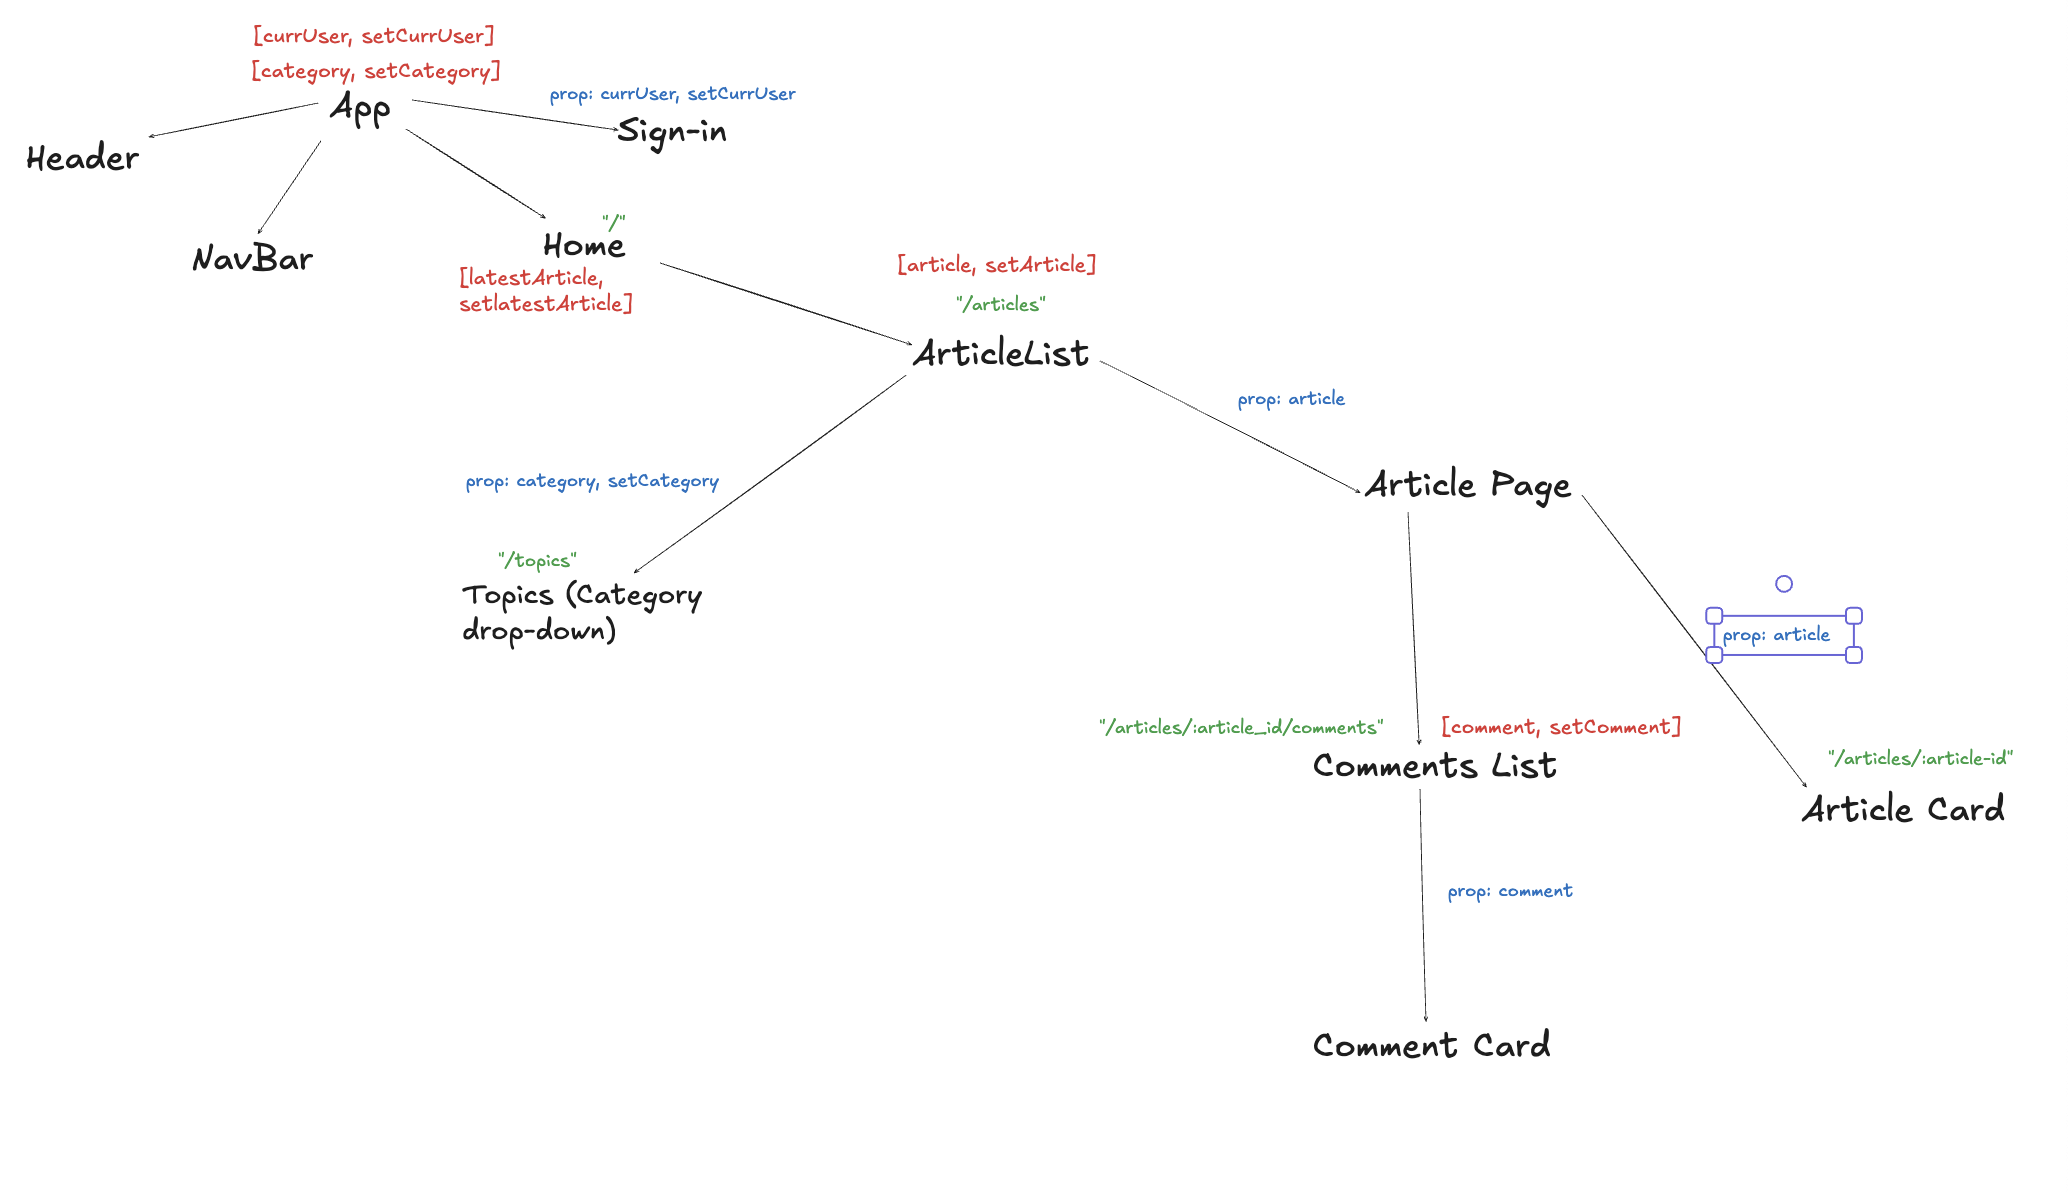 [currUser, setCurrUser]
[category, setCategory]
App
prop: currUser, setCurrUser
Sign-in
Header
NavBar
"/"
Home
[latestArticle,
setlatestArticle]
[article, setArticle]
"/articles"
ArticleList
prop: article
prop: category, setCategory
Article Page
"/topics"
Topics (Category
drop-down)
prop: article
"/articles/:article_id/comments"
[comment, setComment]
Comments List
"/articles/:article-id"
Article Card
prop: comment
Comment Card